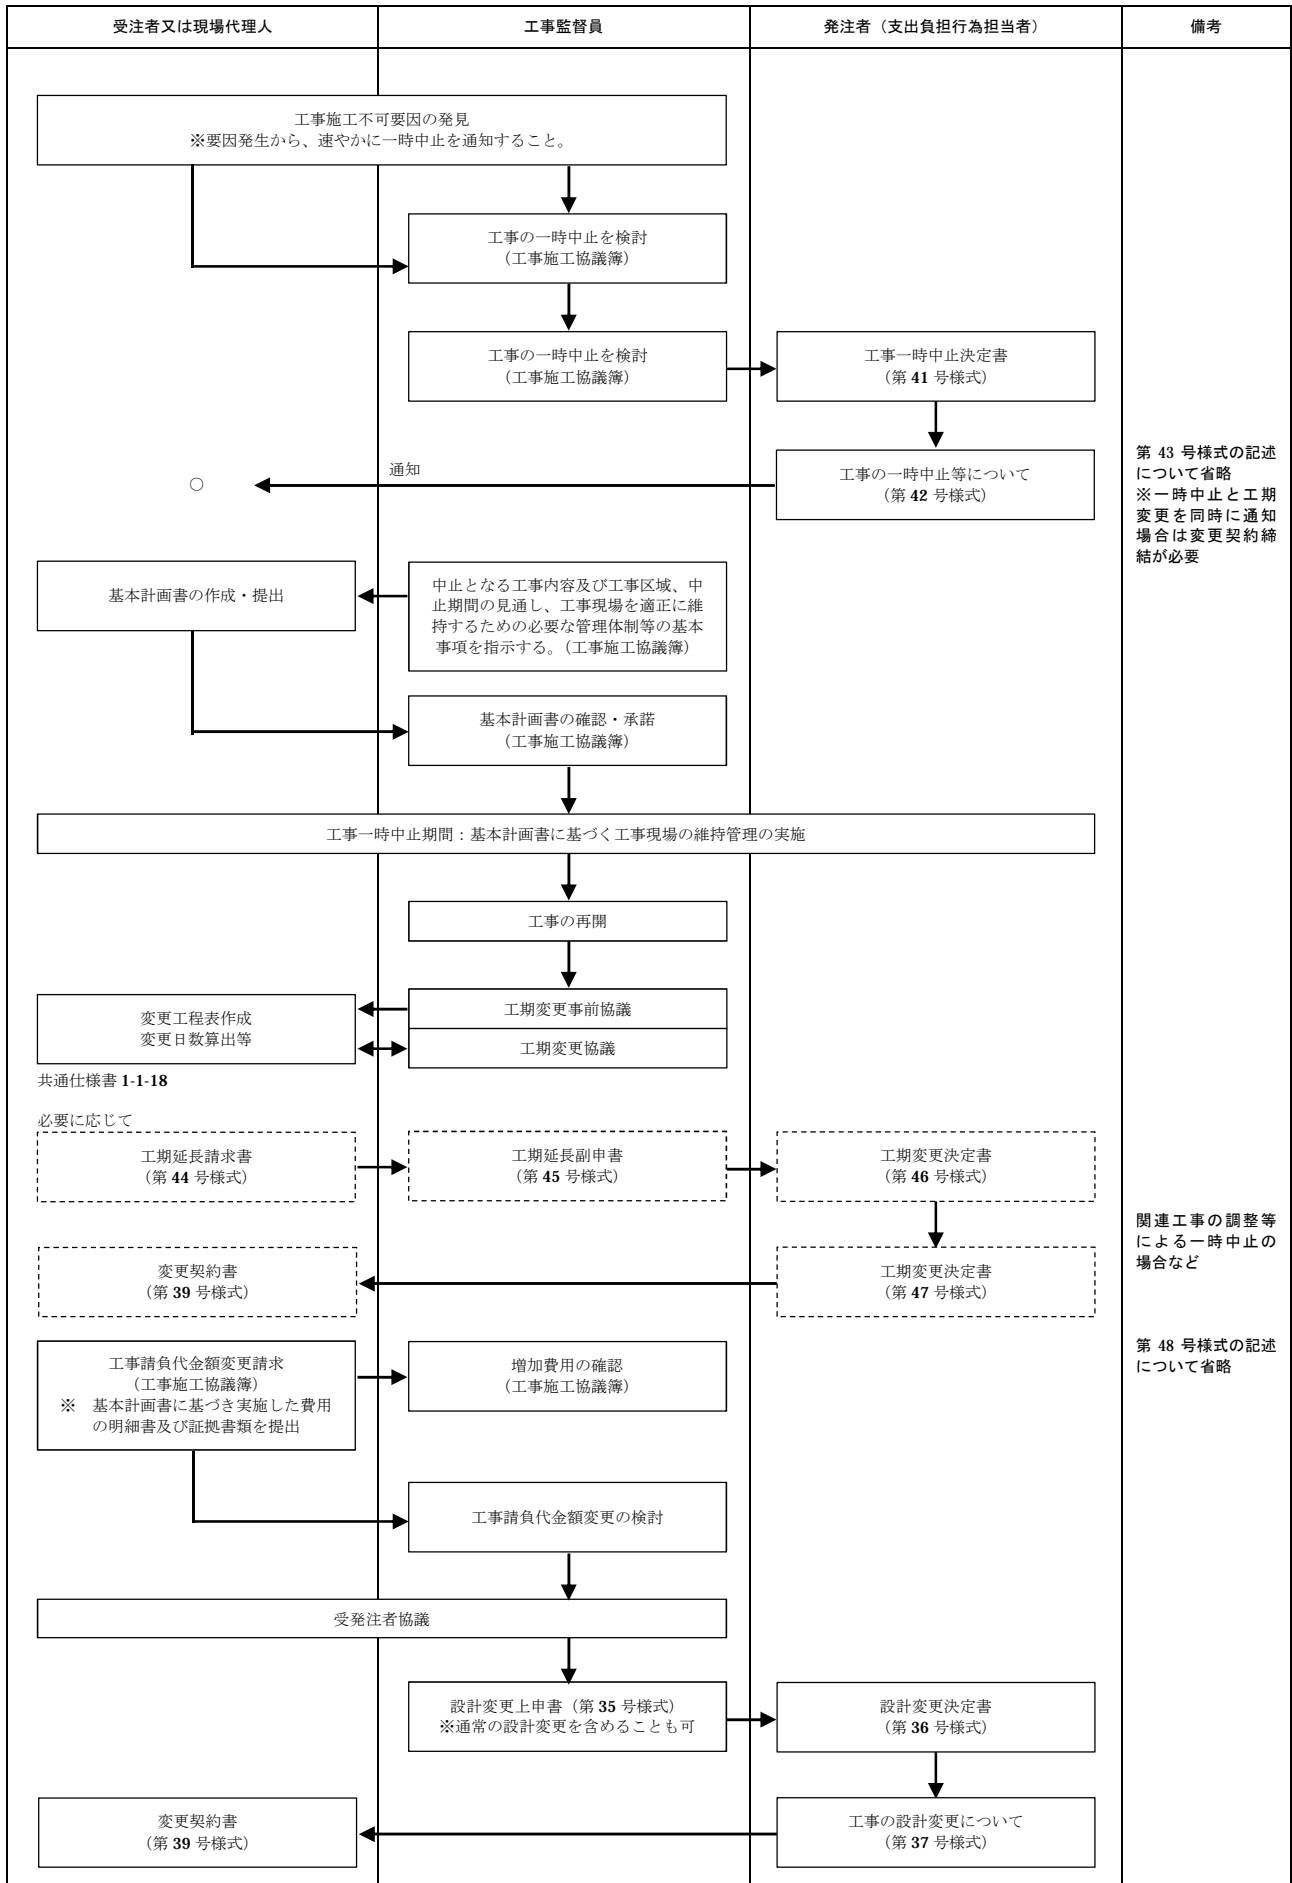 受注者又は現場代理人
工事監督員
発注者（支出負担行為担当者）
備考
工事施工不可要因の発見
※要因発生から、速やかに一時中止を通知すること。
工事の一時中止を検討
（工事施工協議簿）
工事の一時中止を検討
（工事施工協議簿）
工事一時中止決定書
（第 41 号様式）
通知
○
工事の一時中止等について
（第 42 号様式）
第 43 号様式の記述
について省略
※一時中止と工期
変更を同時に通知
場合は変更契約締
結が必要
基本計画書の作成・提出
中止となる工事内容及び工事区域、中
止期間の見通し、工事現場を適正に維
持するための必要な管理体制等の基本
事項を指示する。（工事施工協議簿）
基本計画書の確認・承諾
（工事施工協議簿）
工事一時中止期間：基本計画書に基づく工事現場の維持管理の実施
工事の再開
変更工程表作成
変更日数算出等
工期変更事前協議
工期変更協議
共通仕様書 1-1-18
必要に応じて
工期延長請求書
（第 44 号様式）
工期延長副申書
（第 45 号様式）
工期変更決定書
（第 46 号様式）
関連工事の調整等
による一時中止の
場合など
変更契約書
（第 39 号様式）
工期変更決定書
（第 47 号様式）
第 48 号様式の記述
について省略
工事請負代金額変更請求
（工事施工協議簿）
※　基本計画書に基づき実施した費用
の明細書及び証拠書類を提出
増加費用の確認
（工事施工協議簿）
工事請負代金額変更の検討
受発注者協議
設計変更上申書（第 35 号様式）
※通常の設計変更を含めることも可
設計変更決定書
（第 36 号様式）
変更契約書
（第 39 号様式）
工事の設計変更について
（第 37 号様式）